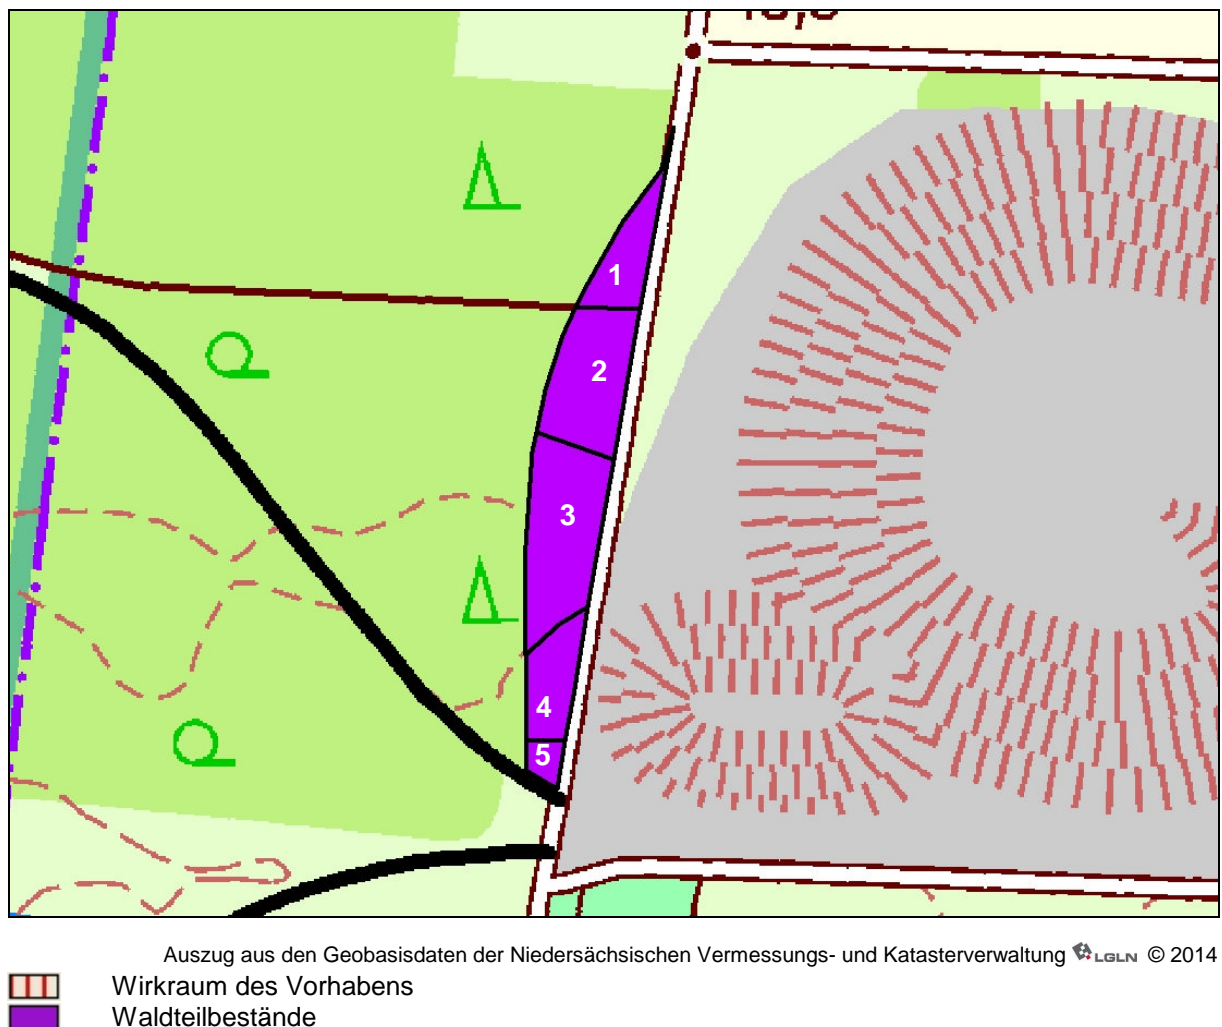 1
2
3
4
5
Auszug aus den Geobasisdaten der Niedersächsischen Vermessungs- und Katasterverwaltung LGLN © 2014
Wirkraum des Vorhabens
Waldteilbestände